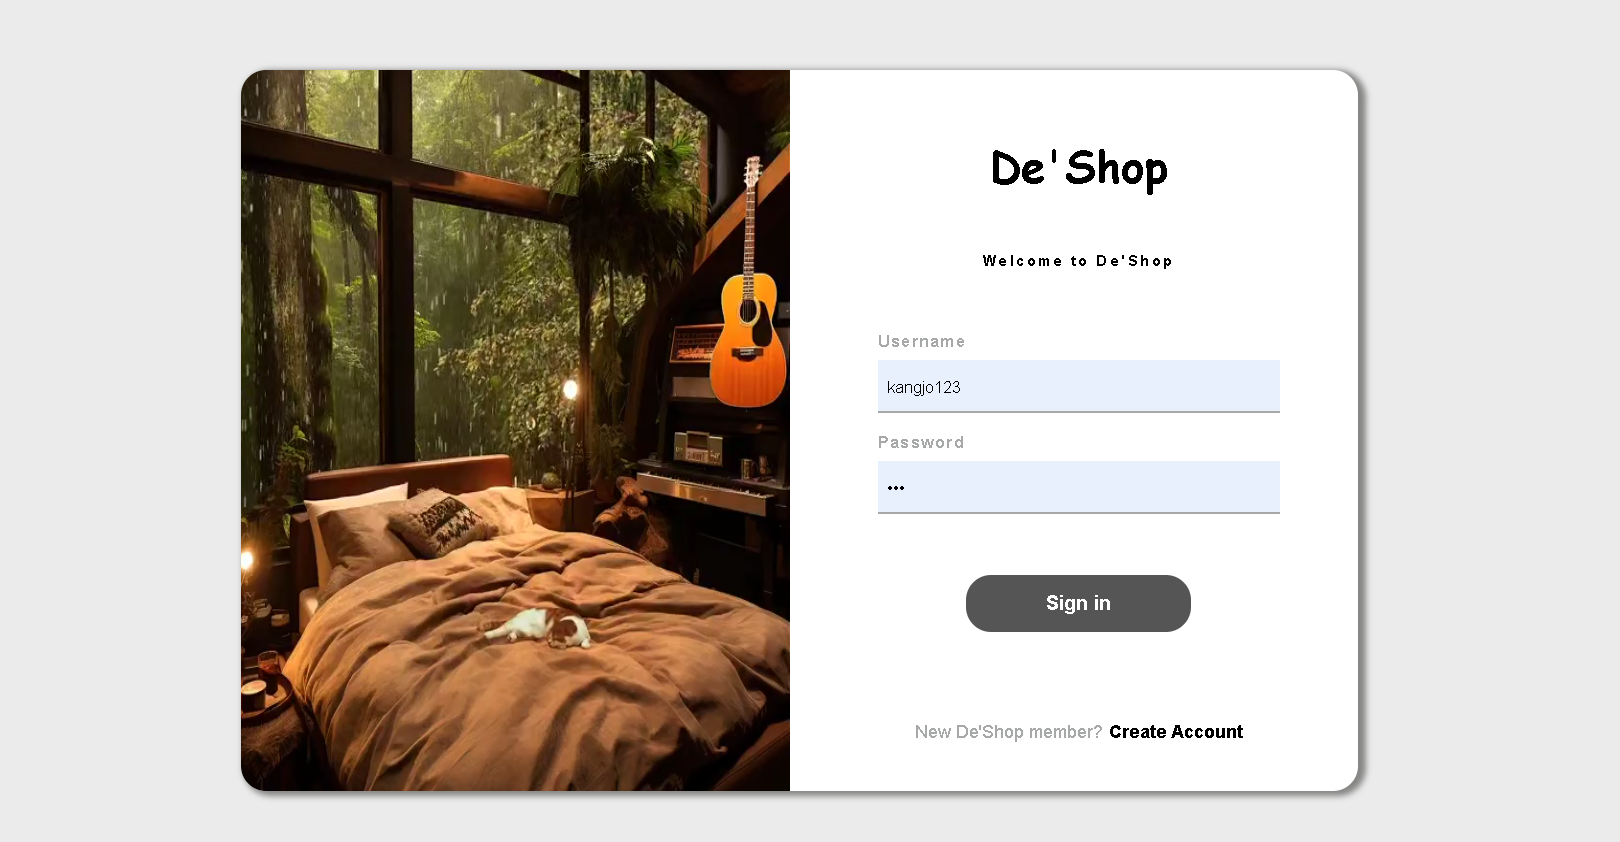 De'Shop
Welcome to De'Shop
Username
kangjo123
Password
•••
Sign in
New De'Shop member? Create Account